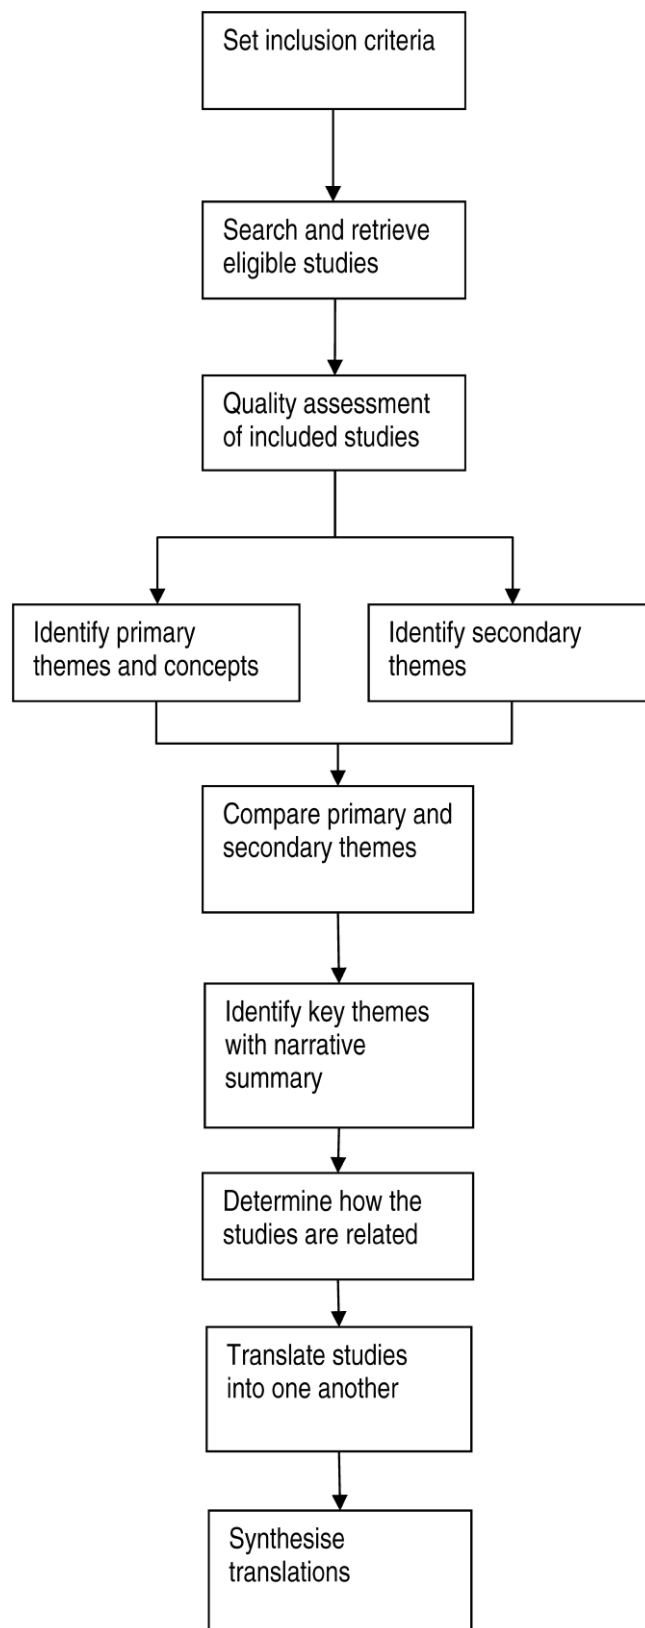 Set inclusion criteria
Search and retrieve
eligible studies
Quality assessment
of included studies
Identify primary
themes and concepts
Identify secondary
themes
Compare primary and
secondary themes
Identify key themes
with narrative
summary
Determine how the
studies are related
Translate studies
into one another
Synthesise
translations